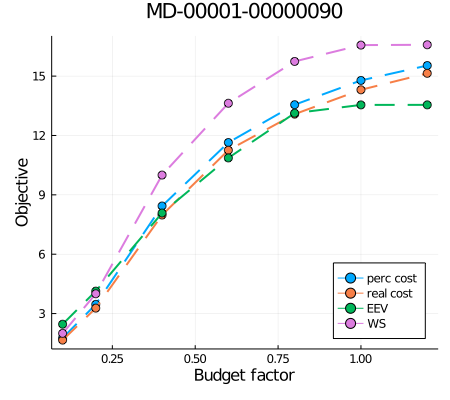 MD-00001-00000090
Objective
15
12
9
6
3
perc cost
real cost
EEV
WS
0.25
0.50
0.75
1.00
Budget factor